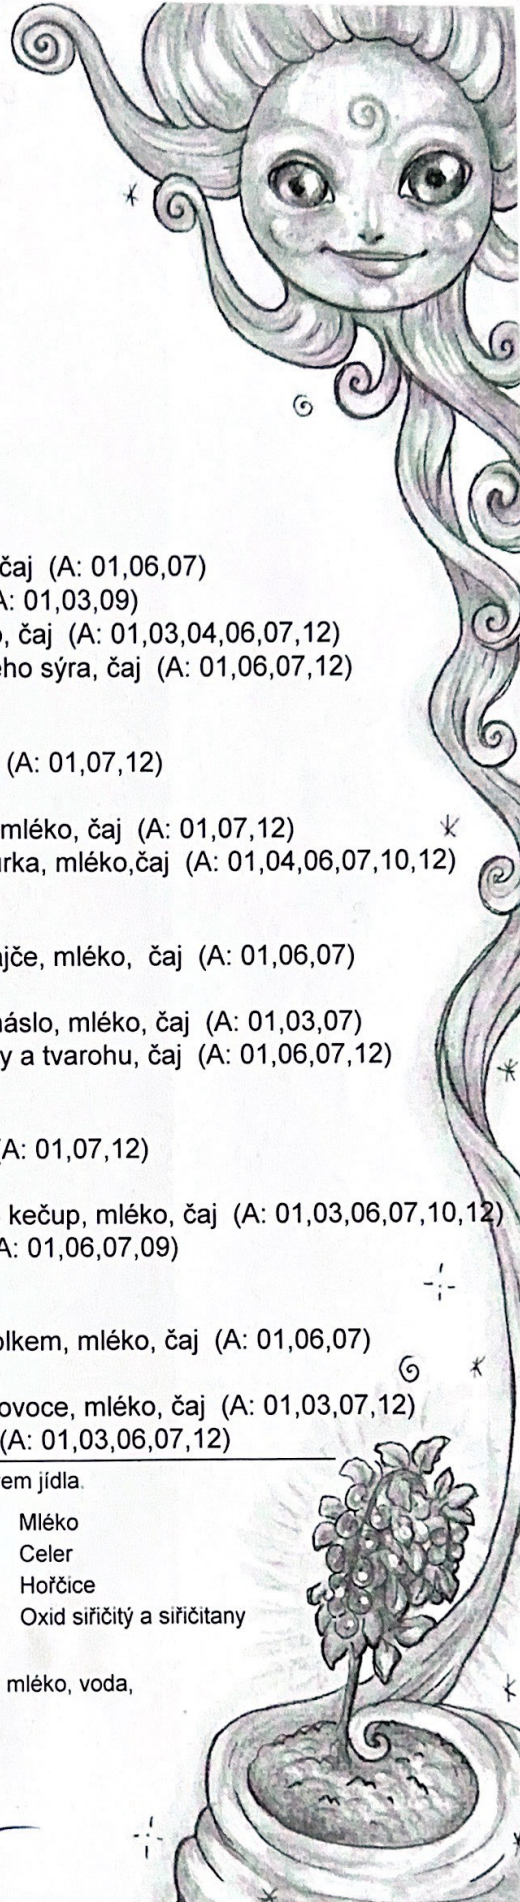 čaj (A: 01,06,07)
A: 01,03,09)
, čaj (A: 01,03,04,06,07,12)
ho sýra, čaj (A: 01,06,07,12)
(A: 01,07,12)
mléko, čaj (A: 01,07,12)
rka, mléko,čaj (A: 01,04,06,07,10,12)
jče, mléko, čaj (A: 01,06,07)
áslo, mléko, čaj (A: 01,03,07)
y a tvarohu, čaj (A: 01,06,07,12)
(A: 01,07,12)
kečup, mléko, čaj (A: 01,03,06,07,10,12)
A: 01,06,07,09)
olkem, mléko, čaj (A: 01,06,07)
ovoce, mléko, čaj (A: 01,03,07,12)
(A: 01,03,06,07,12)
em jídla.
Mléko
Celer
Hořčice
Oxid siřičitý a siřičitany
mléko, voda,